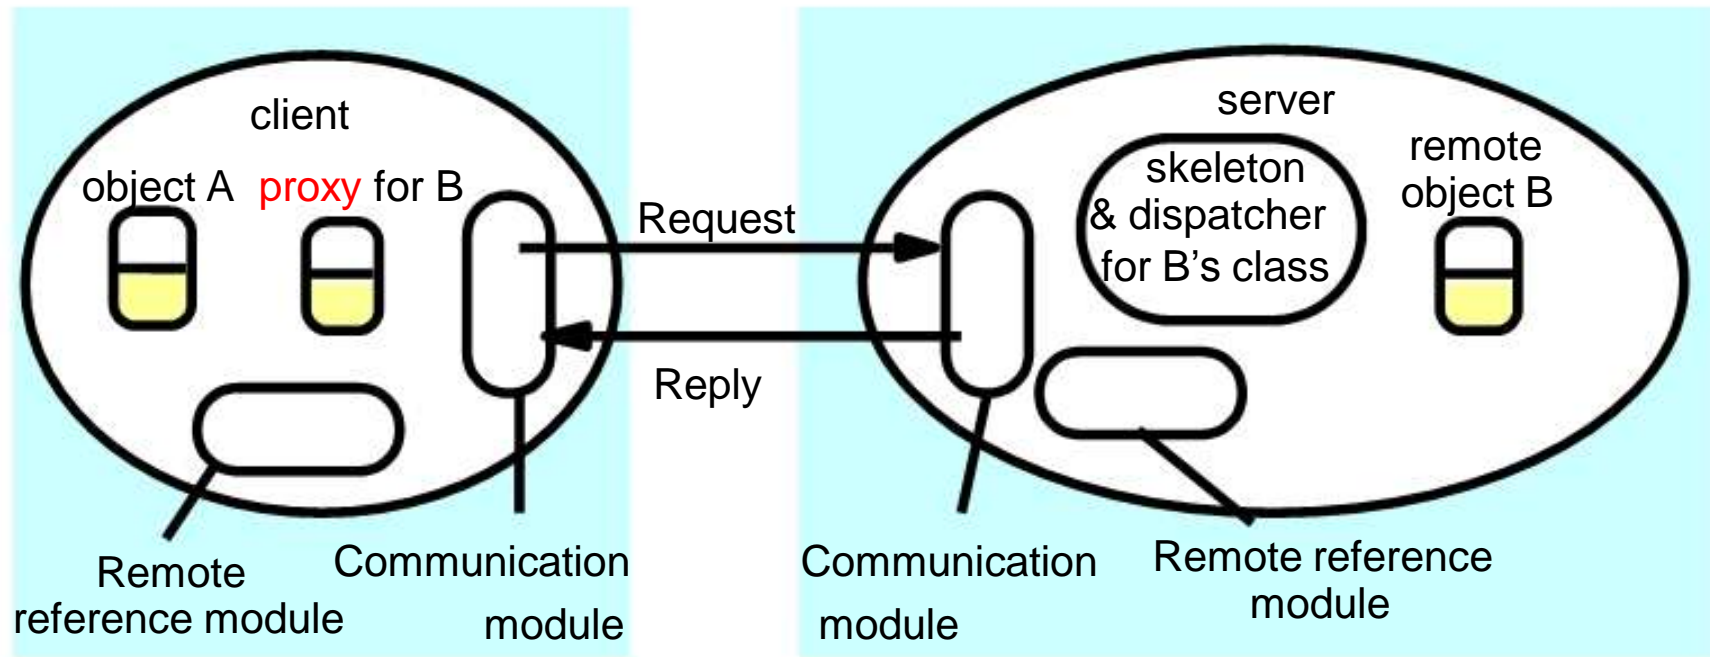 client
object A proxy for B
Request
Reply
Remote
reference module
Communication
module
server
skeleton
& dispatcher
for B’s class
remote
object B
Communication
module
Remote reference
module